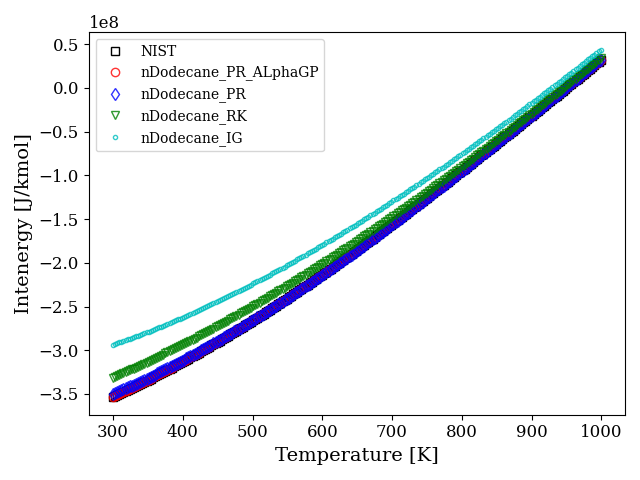 1e8
0.5
0.0
−0.5
−1.0
−1.5
−2.0
−2.5
−3.0
−3.5
Intenergy [J/kmol]
NIST
nDodecane_PR_ALphaGP
nDodecane_PR
nDodecane_RK
nDodecane_IG
300 400 500 600 700 800 900 1000
Temperature [K]